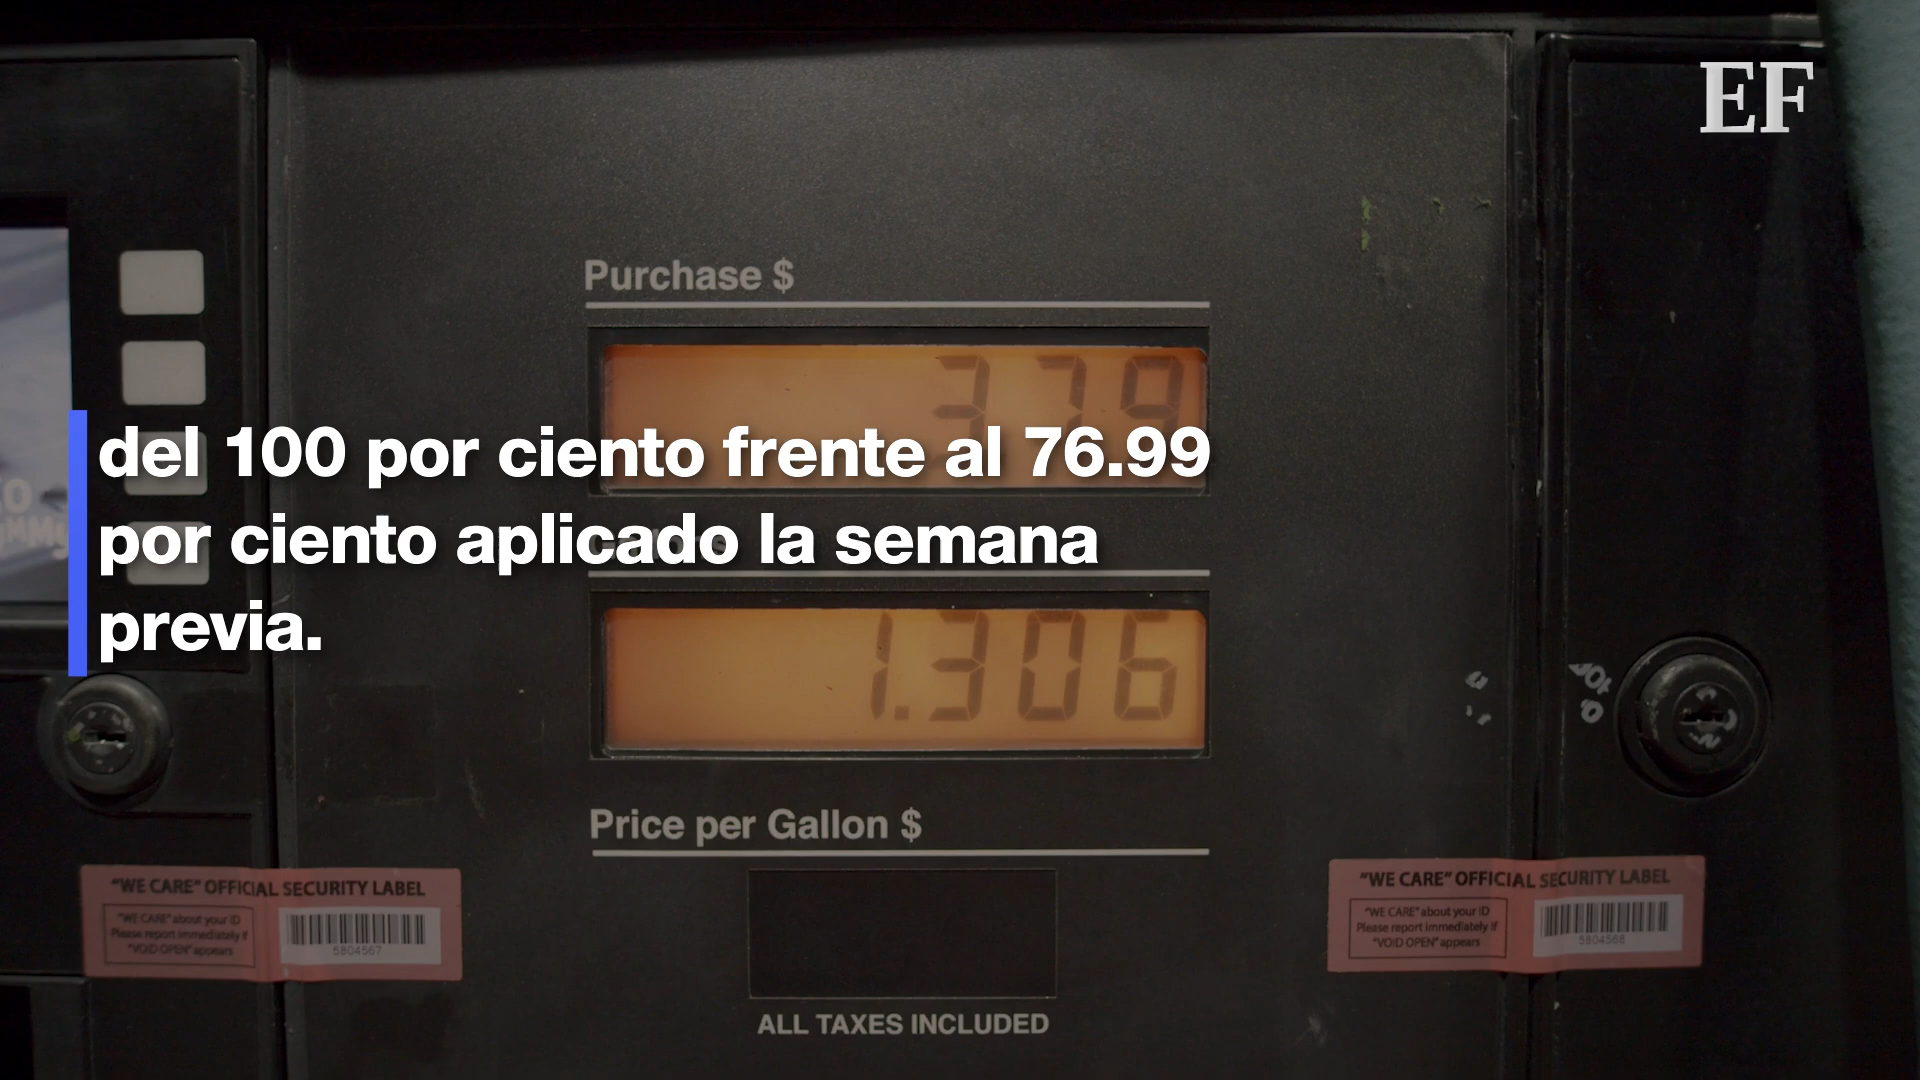 EF
Purchase $
379
del 100 por ciento frente al 76.99
por ciento aplicado la semana
previa.
1.306
Price per Gallon $
"WE CARE" OFFICIAL SECURITY LABEL
"WE CARE" about your ID
Please report immediately if
"VOID OPEN" appears
5804567
"WE CARE" OFFICIAL SECURITY LABEL
"WE CARE" about your ID
Please report immediately if
"VOID OPEN" appears
5804568
ALL TAXES INCLUDED